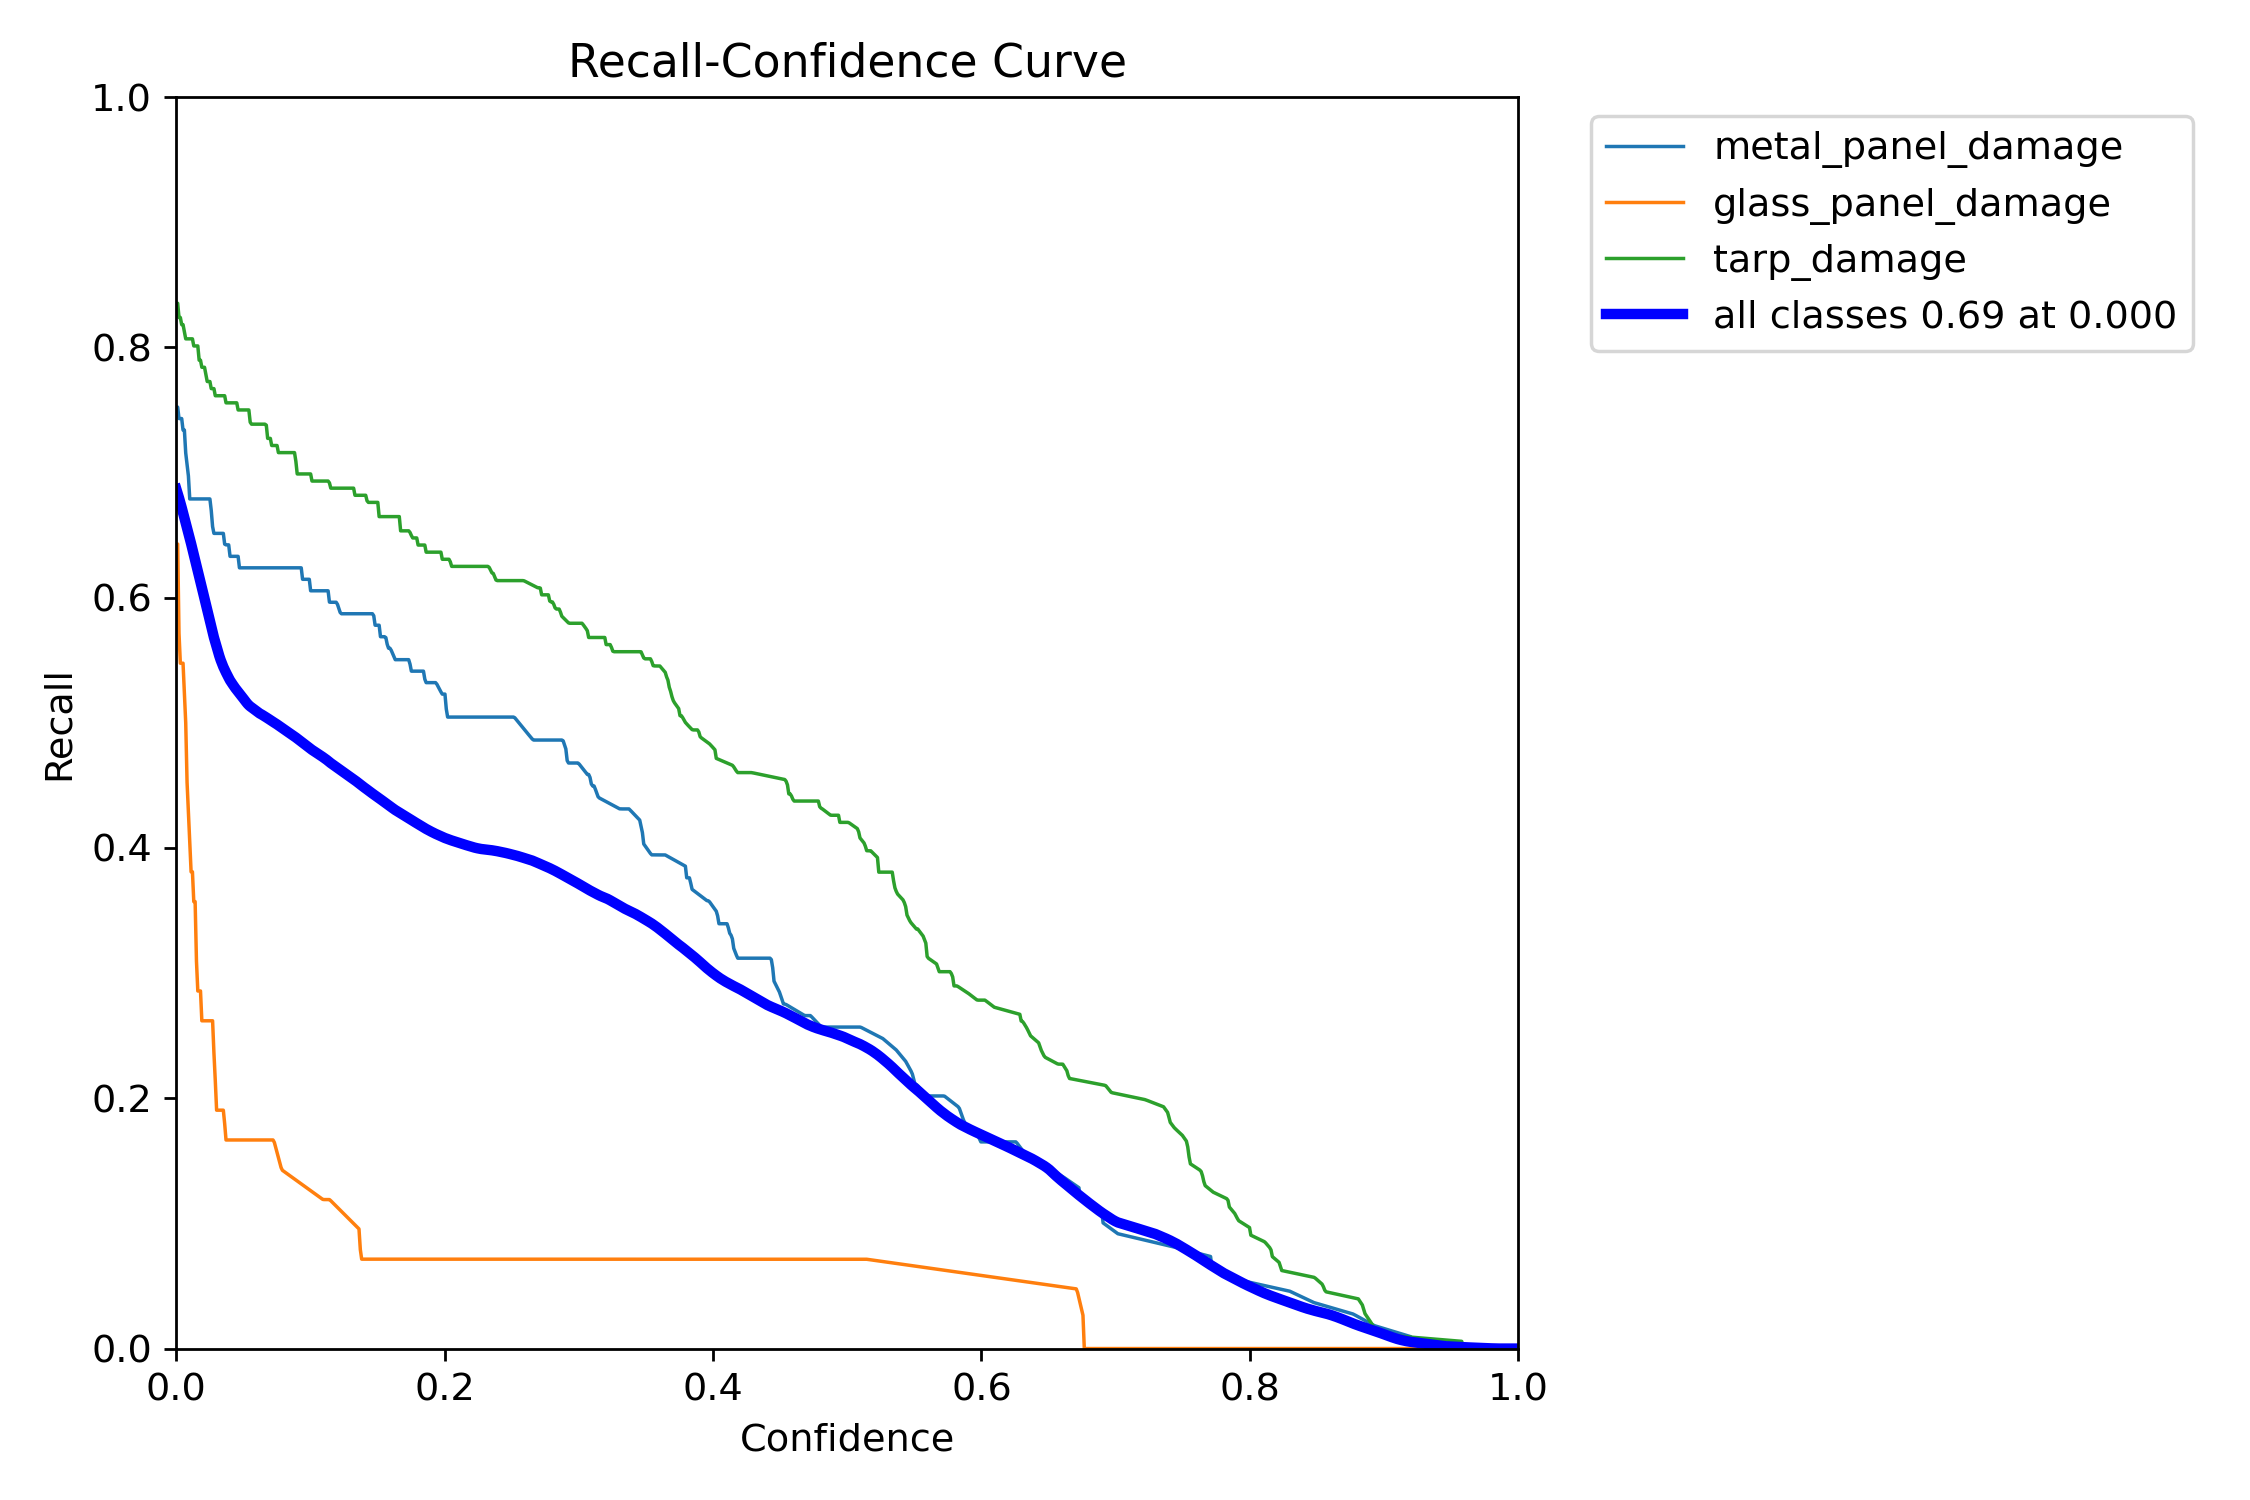 Recall-Confidence Curve
1.0
0.8
0.6
0.4
0.2
0.0
Recall
0.0 0.2 0.4 0.6 0.8 1.0
Confidence
metal_panel_damage
glass_panel_damage
tarp_damage
all classes 0.69 at 0.000